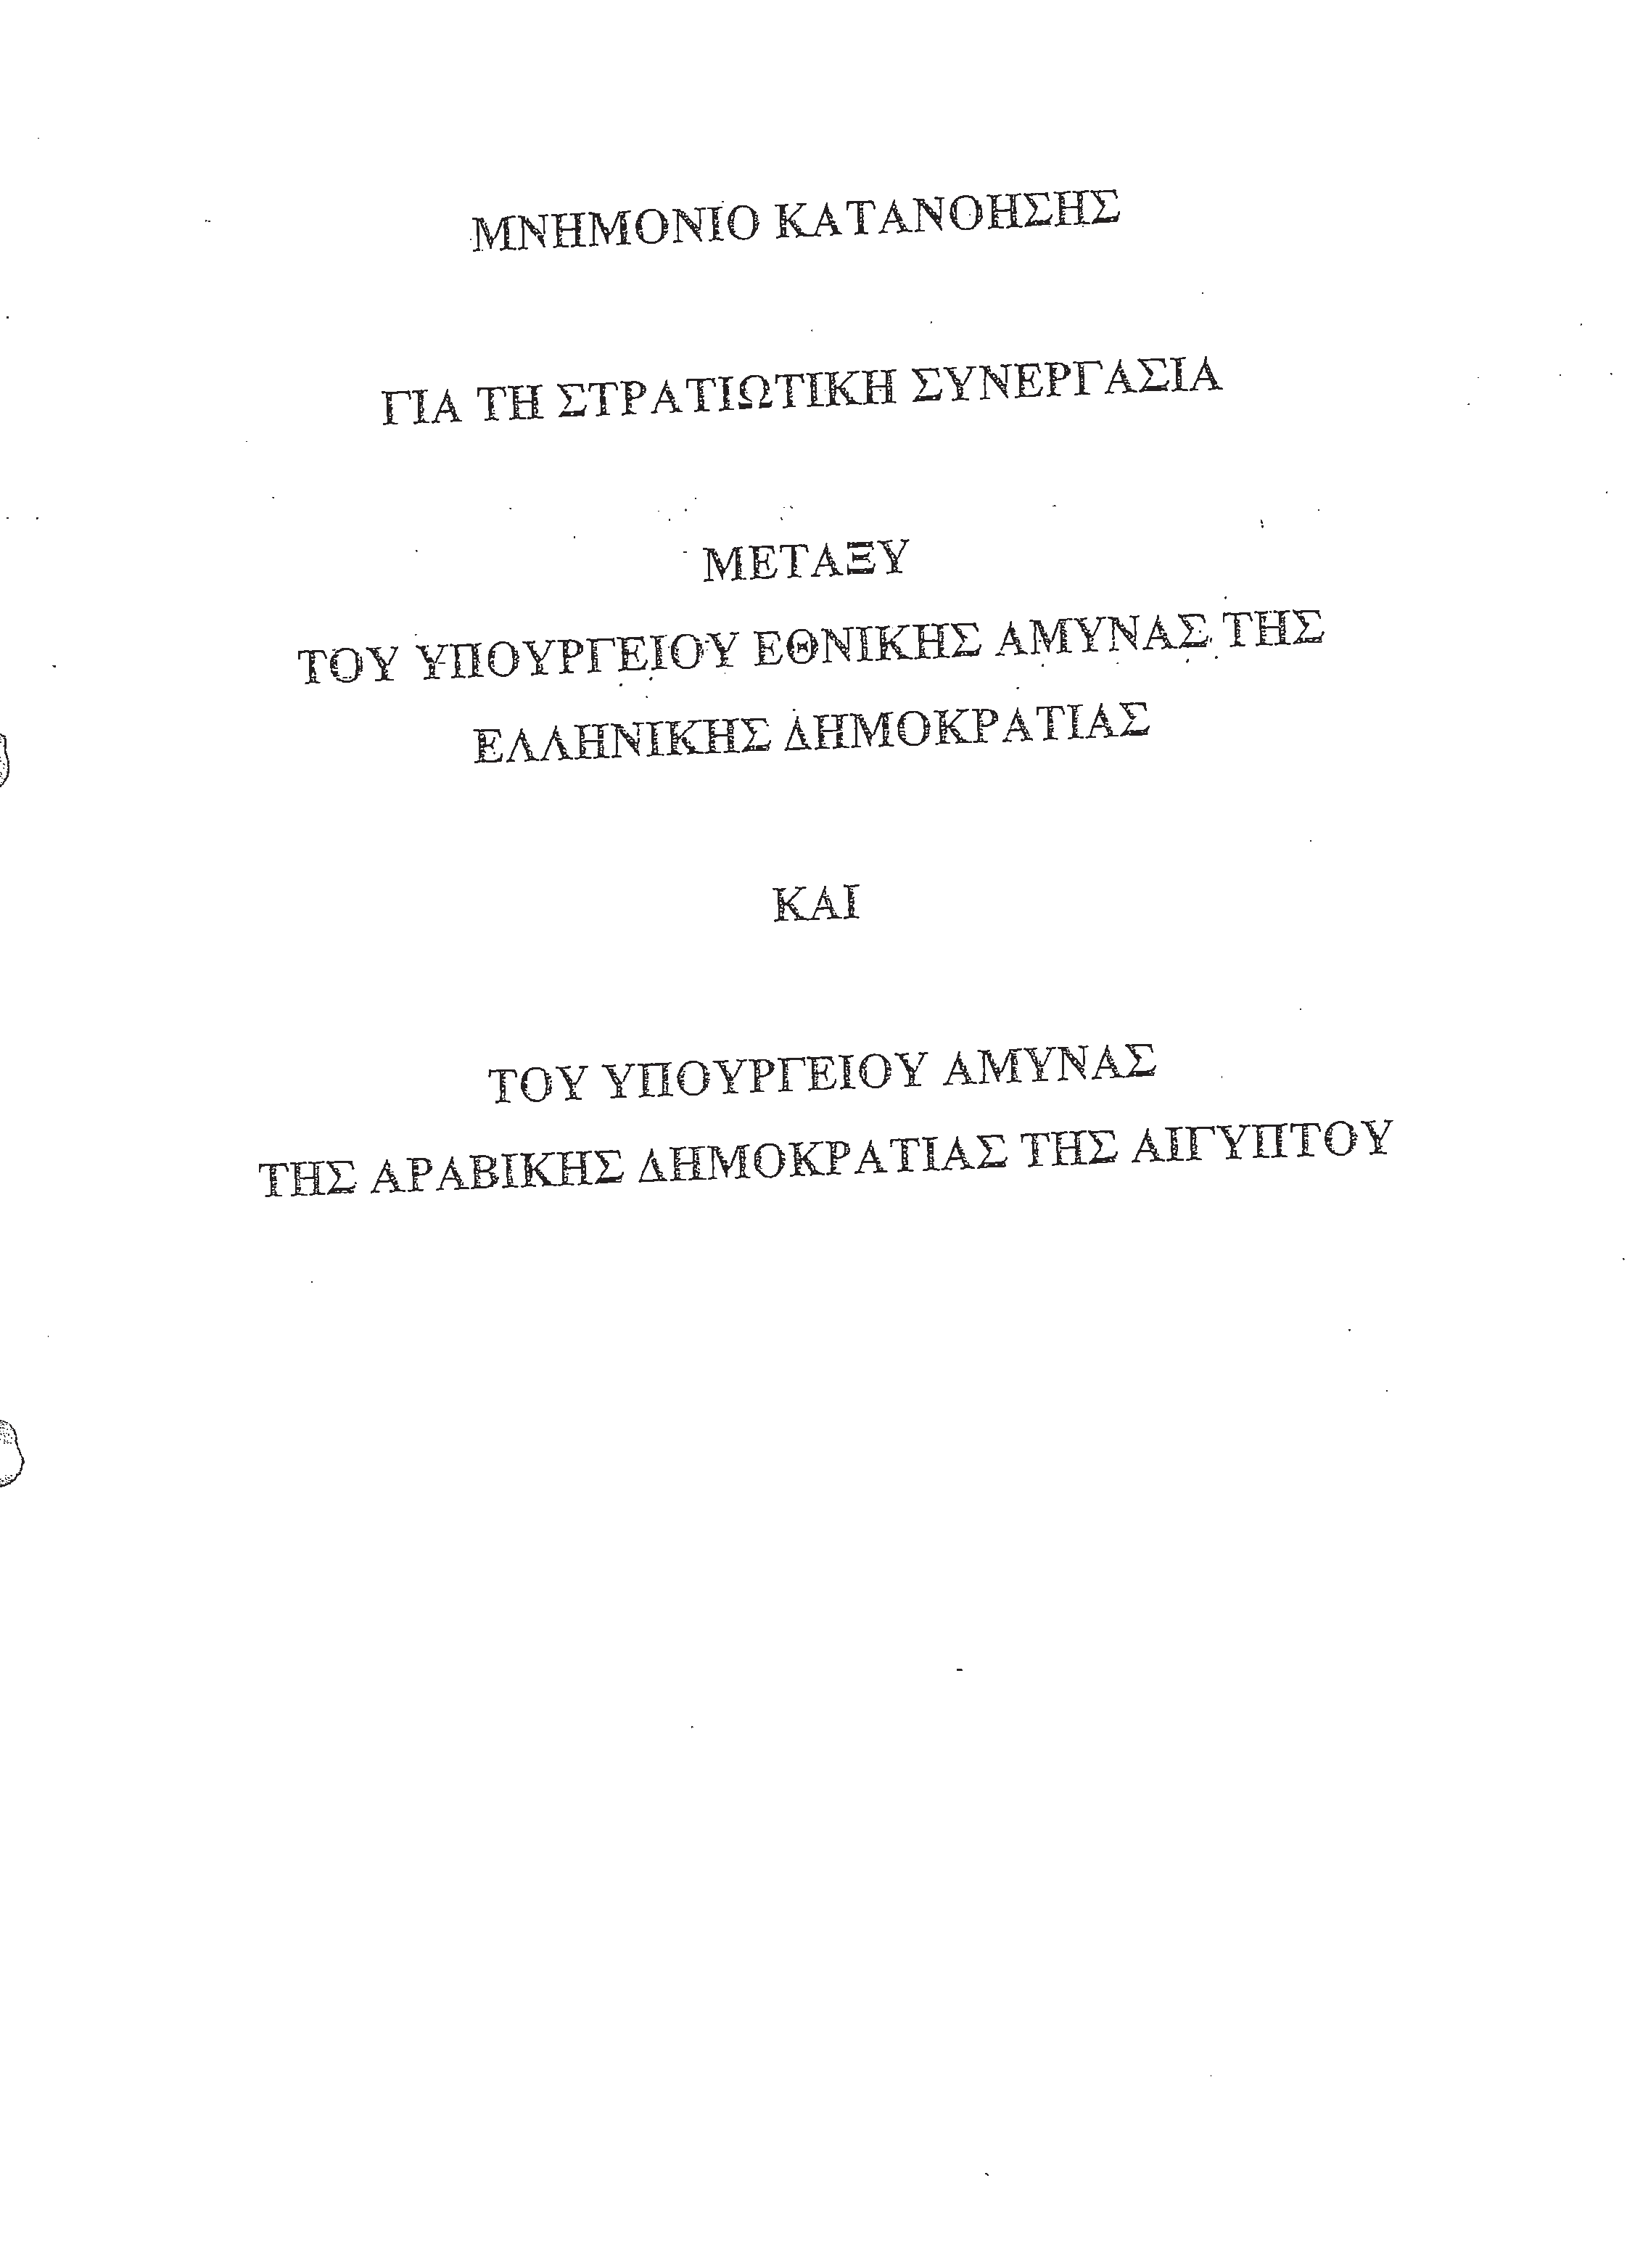 ΜΝΗΜΟΝΙΟ ΚΑΤΑΝΟΗΣΗΣ
ΓΙΑ ΤΗ ΣΤΡΑΤΙΩΤΙΚΗ ΣΥΝΕΡΓΑΣΙΑ
ΜΕΤΑΞΥ
ΤΟΥ ΥΠΟΥΡΓΕΙΟΥ ΕΘΝΙΚΗΣ ΑΜΥΝΑΣ ΤΗΣ
ΕΛΛΗΝΙΚΗΣ ΔΗΜΟΚΡΑΤΙΑΣ
ΚΑΙ
ΤΟΥ ΥΠΟΥΡΓΕΙΟΥ ΑΜΥΝΑΣ
ΤΗΣ ΑΡΑΒΙΚΗΣ ΔΗΜΟΚΡΑΤΙΑΣ ΤΗΣ ΑΙΓΥΠΤΟΥ